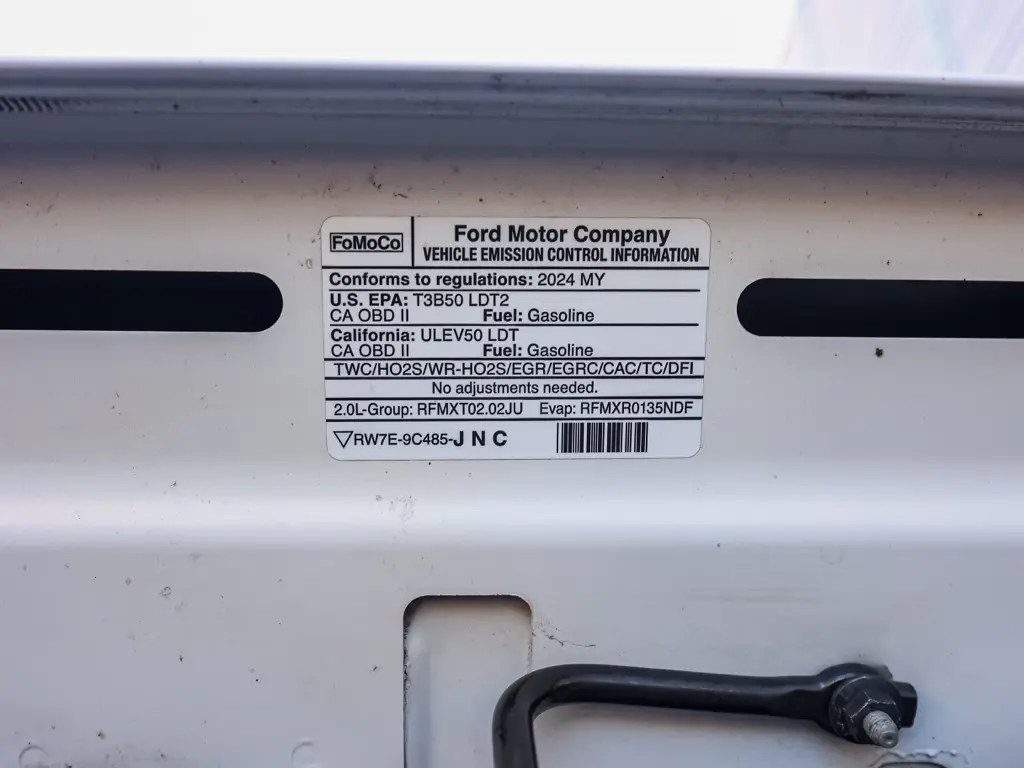 FoMoCo
Ford Motor Company
VEHICLE EMISSION CONTROL INFORMATION
Conforms to regulations: 2024 MY
U.S. EPA: T3B50 LDT2
CA OBD II Fuel: Gasoline
California: ULEV50 LDT
CA OBD II Fuel: Gasoline
TWC/HO2S/WR-HO2S/EGR/EGRC/CAC/TC/DFI
No adjustments needed.
2.0L-Group: RFMXT02.02JU Evap: RFMXR0135NDF
RW7E-9C485-J N C